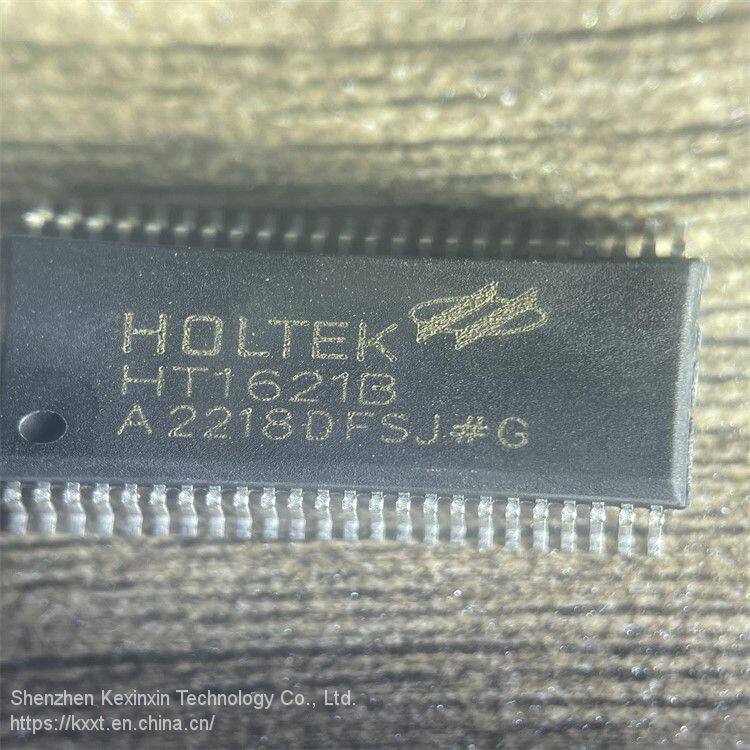 HOLTEK
HT1621B
A2218DFSJ#G
Shenzhen Kexinxin Technology Co., Ltd.
https://kxxt.en.china.cn/